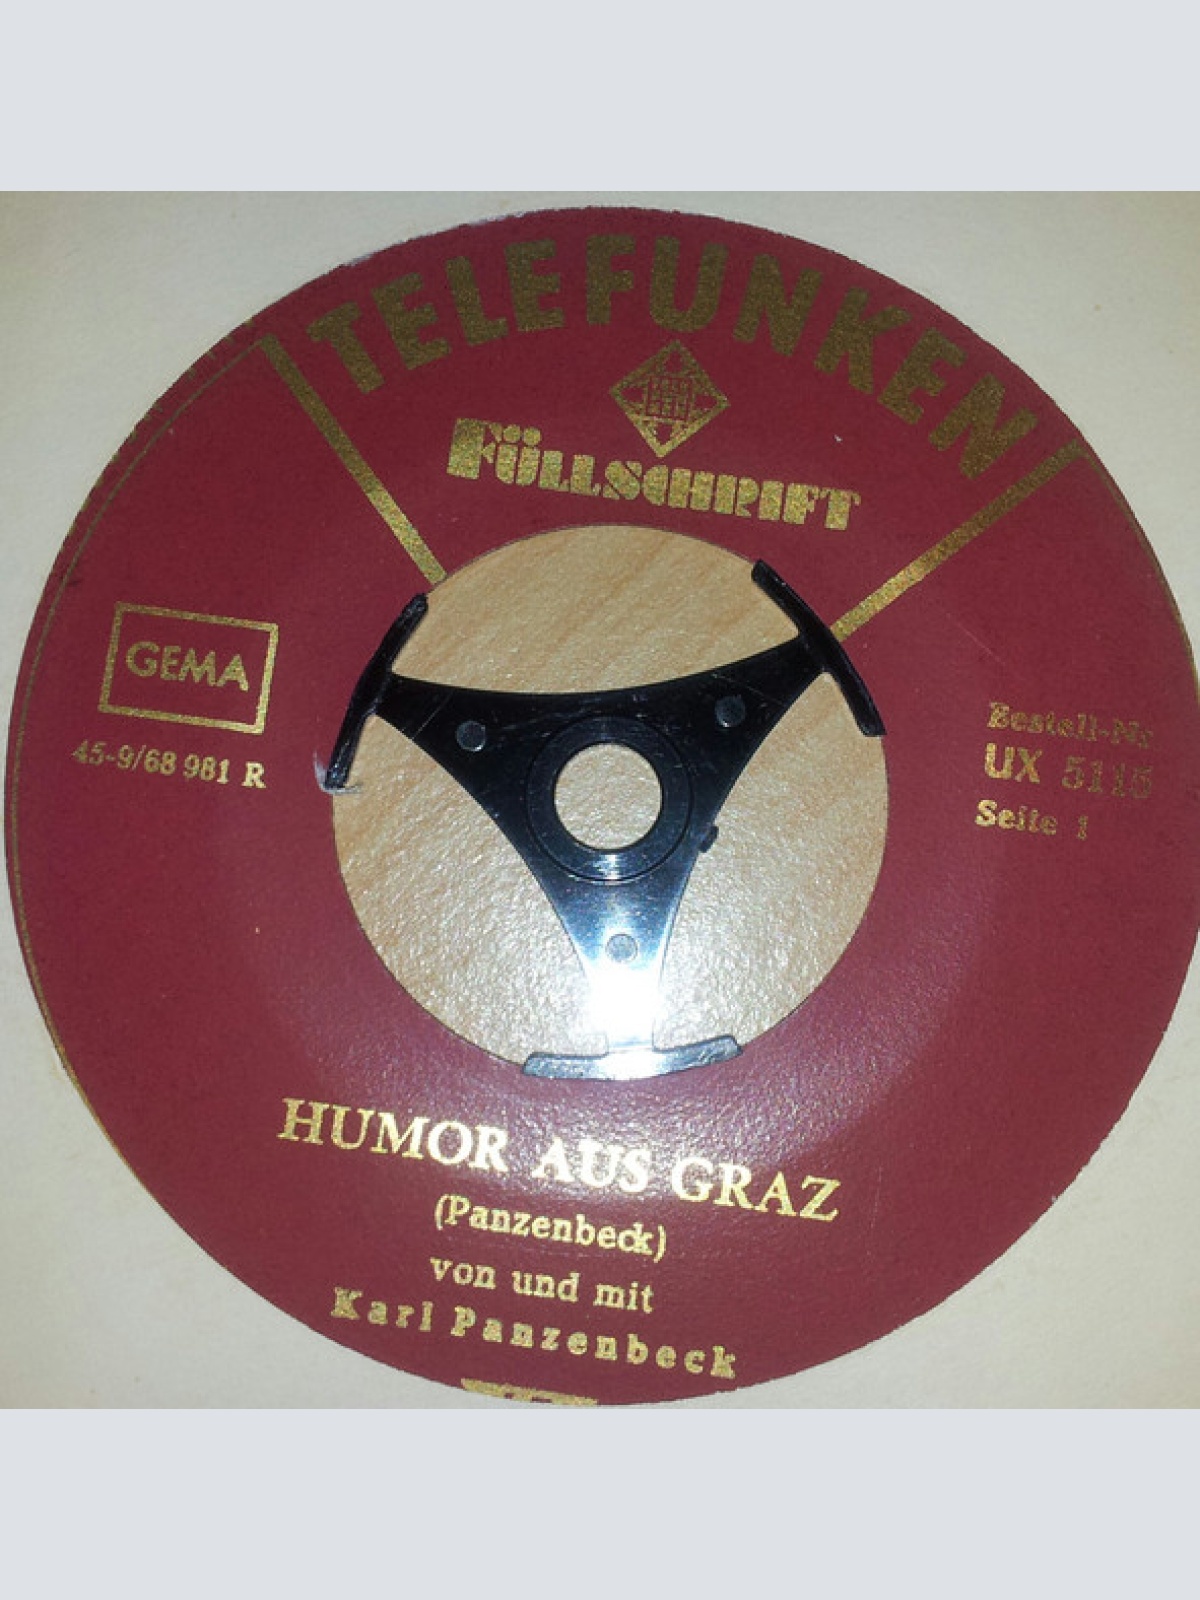 TELEFUNKEN
FÜLLSCHRIFT
GEMA
45-9/68 981 R
Bestell-Nr
UX 5115
Seite 1
HUMOR AUS GRAZ
(Panzenbeck)
von und mit
Karl Panzenbeck